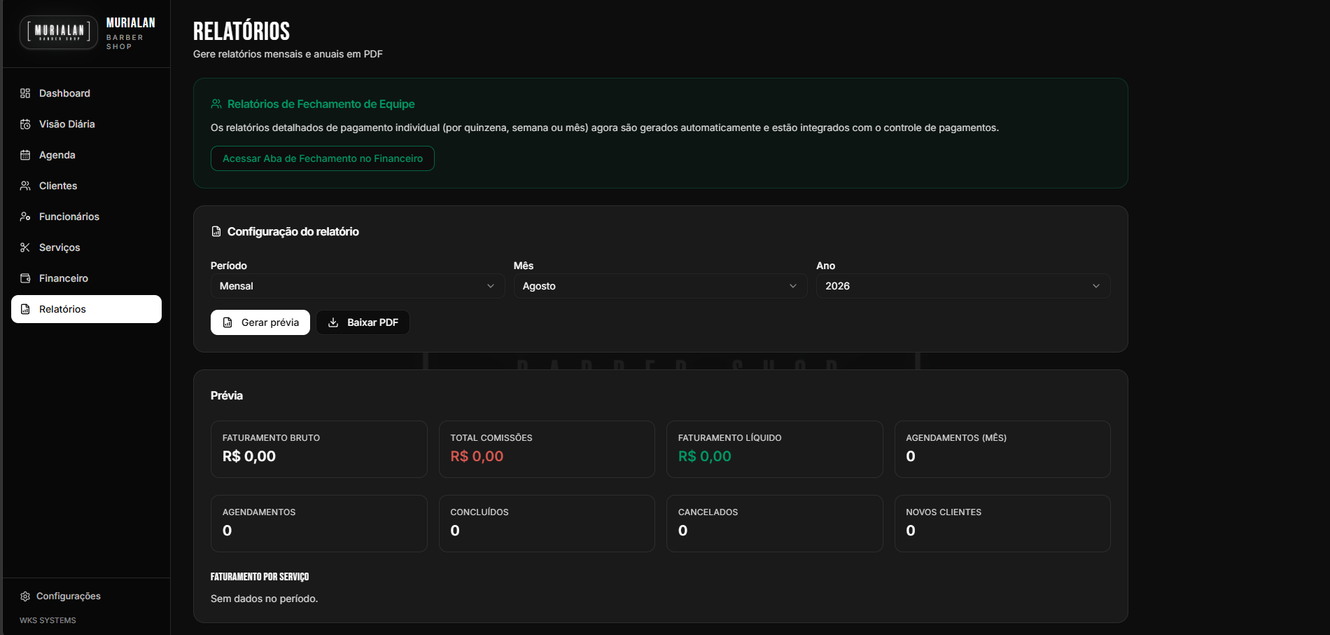 MURIALAN
BARBER SHOP
MURIALAN
BARBER
SHOP
Dashboard
Visão Diária
Agenda
Clientes
Funcionários
Serviços
Financeiro
Relatórios
Configurações
WKS SYSTEMS
RELATÓRIOS
Gere relatórios mensais e anuais em PDF
Relatórios de Fechamento de Equipe
Os relatórios detalhados de pagamento individual (por quinzena, semana ou mês) agora são gerados automaticamente e estão integrados com o controle de pagamentos.
Acessar Aba de Fechamento no Financeiro
Configuração do relatório
Período Mês Ano
Mensal Agosto 2026
Gerar prévia Baixar PDF
BARBER SHOP
Prévia
FATURAMENTO BRUTO TOTAL COMISSÕES FATURAMENTO LÍQUIDO AGENDAMENTOS (MÊS)
R$ 0,00 R$ 0,00 R$ 0,00 0
AGENDAMENTOS CONCLUÍDOS CANCELADOS NOVOS CLIENTES
0 0 0 0
FATURAMENTO POR SERVIÇO
Sem dados no período.